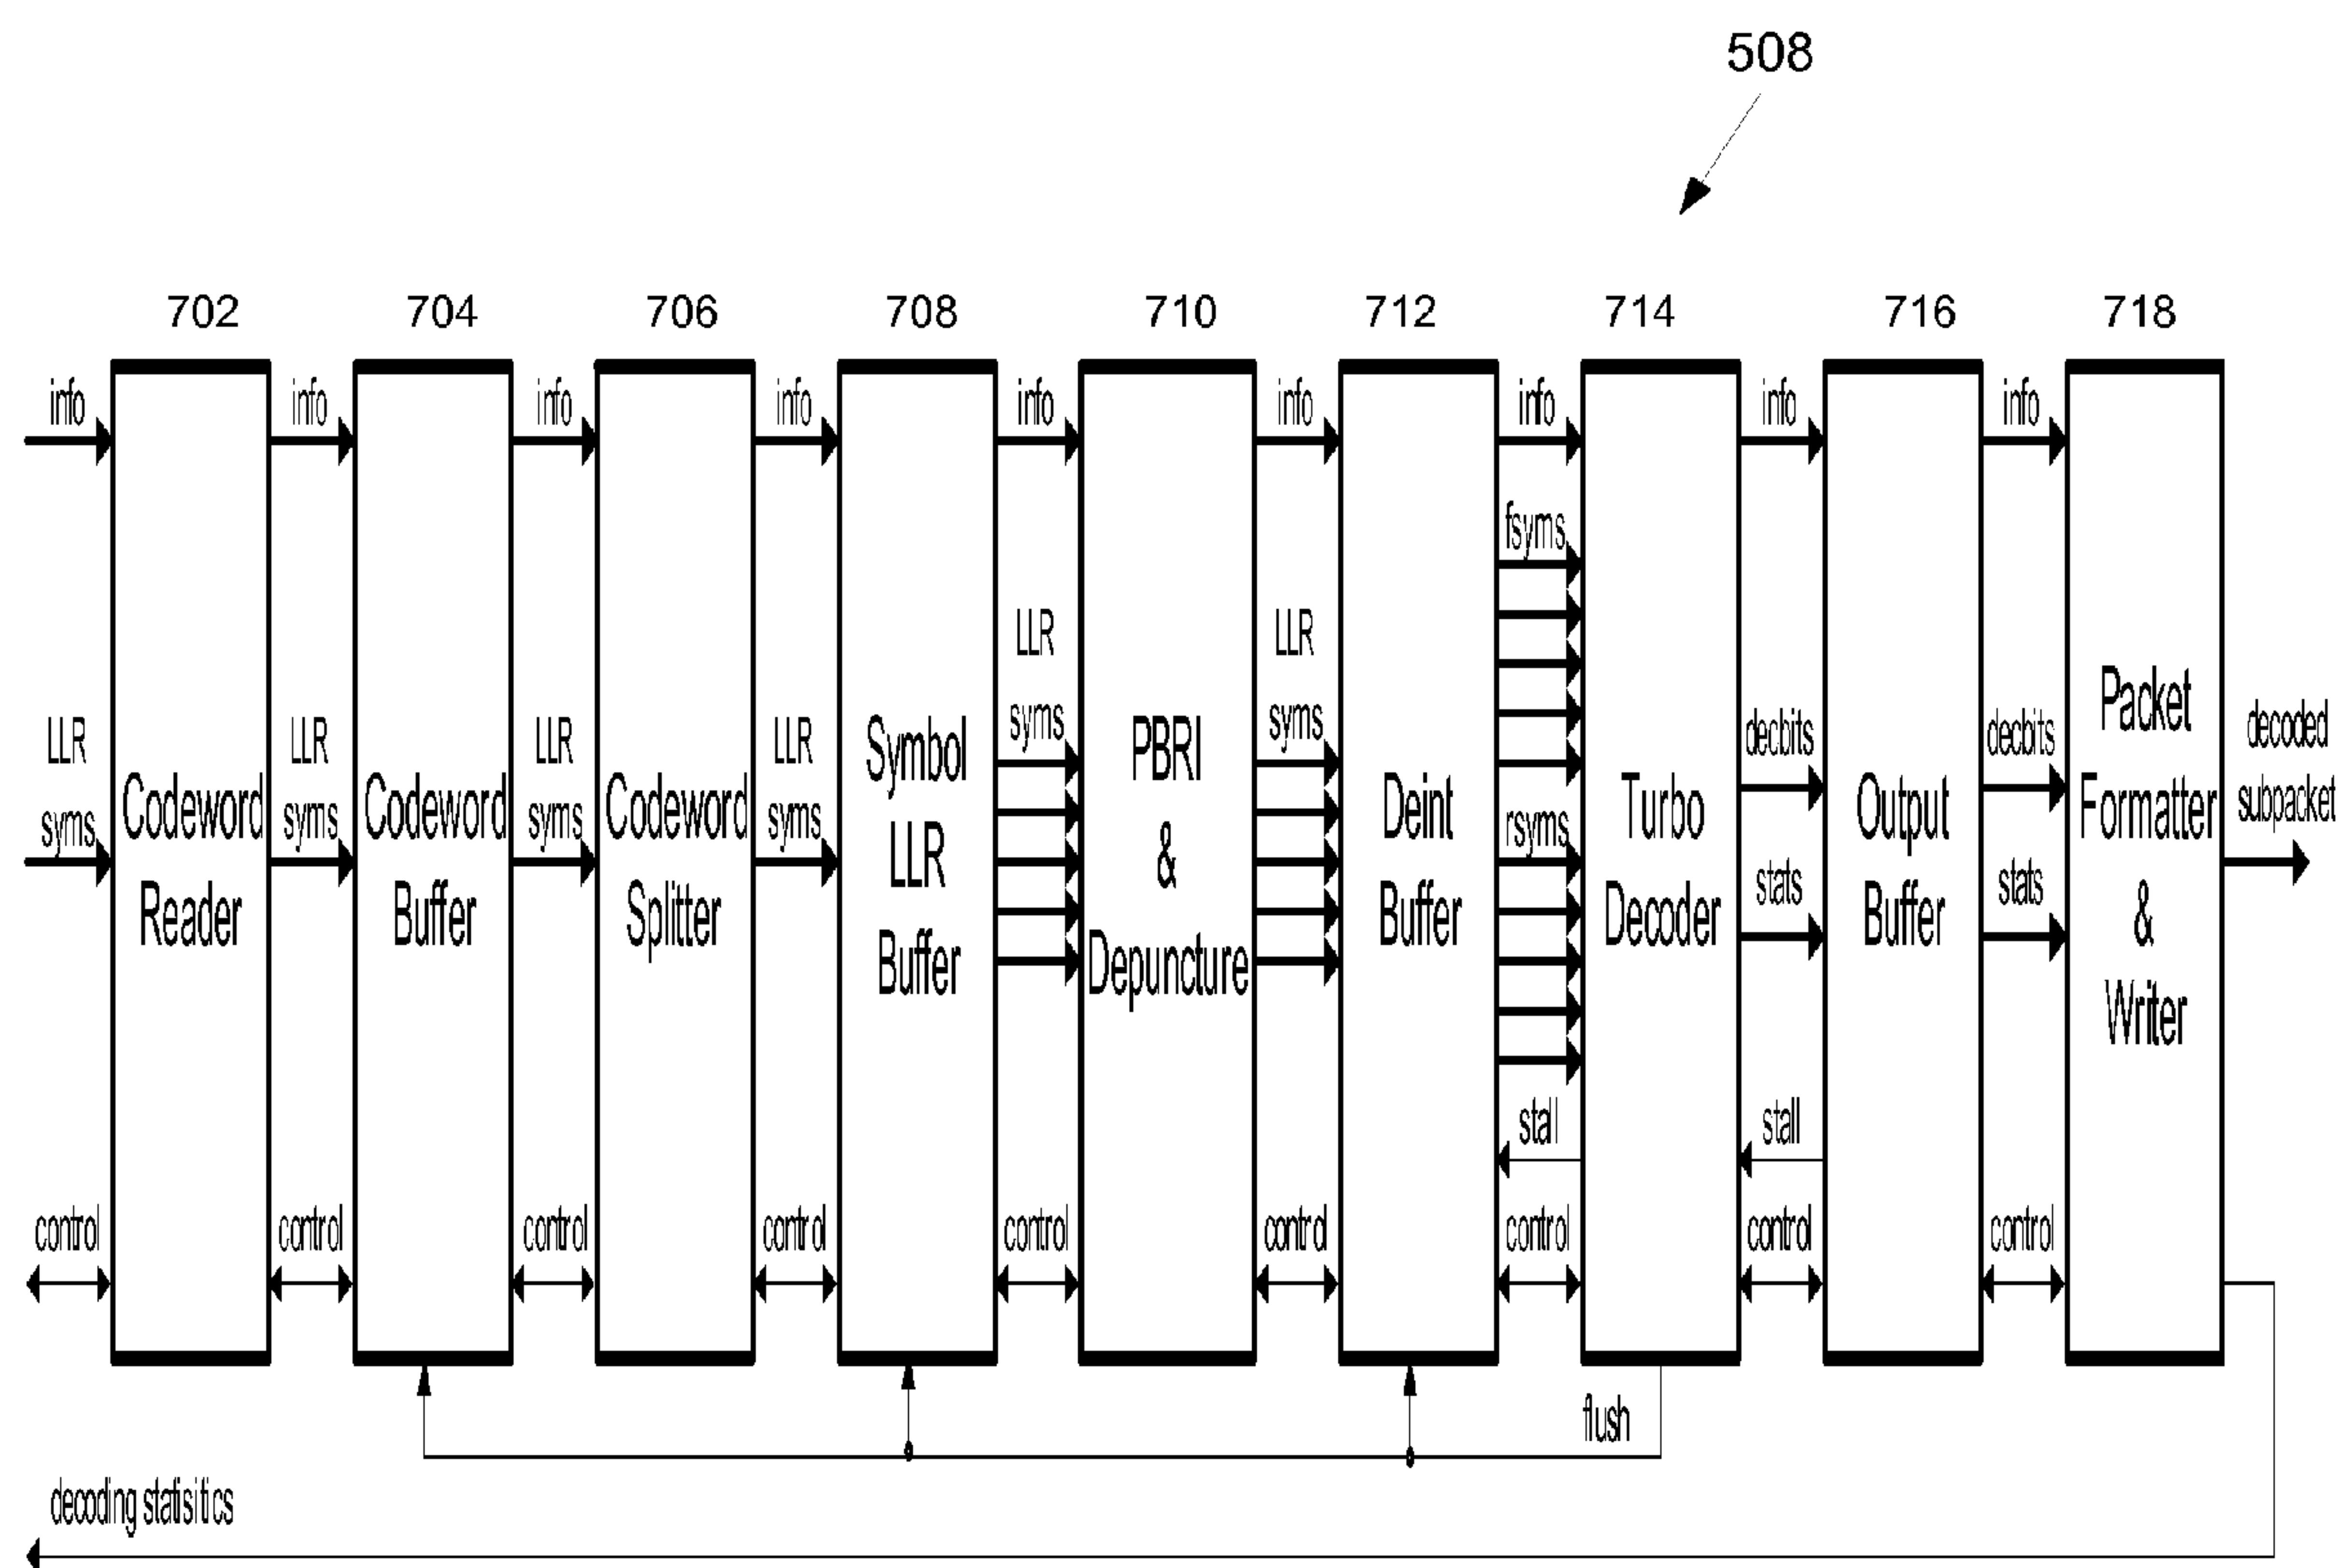 508
702 704 706 708 710 712 714 716 718
info info info info info info info info info
fsyms
LLR LLR
LLR LLR LLR LLR syms syms decbits decbits decoded
syms syms syms syms rsyms stats stats subpacket
Codeword
Reader
Codeword
Buffer
Codeword
Splitter
Symbol
LLR
Buffer
PBRI
&
Depuncture
Deint
Buffer
Turbo
Decoder
Output
Buffer
Packet
Formatter
&
Writer
stall stall
control control control control control control control control control
flush
decoding statisitics